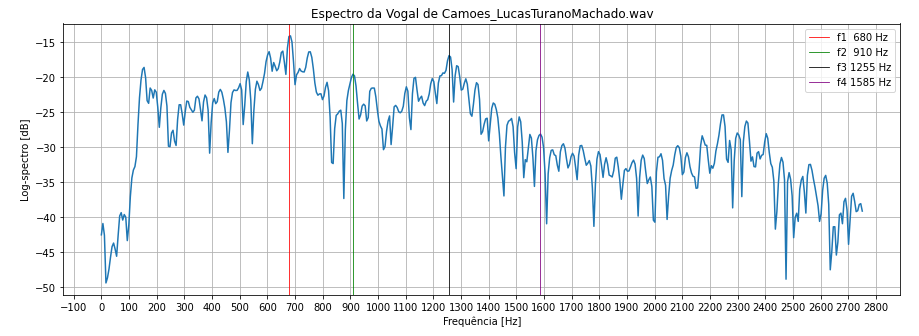 Espectro da Vogal de Camoes_LucasTuranoMachado.wav
f1 680 Hz
f2 910 Hz
f3 1255 Hz
f4 1585 Hz
Log-spectro [dB]
−15
−20
−25
−30
−35
−40
−45
−50
−100 0 100 200 300 400 500 600 700 800 900 1000 1100 1200 1300 1400 1500 1600 1700 1800 1900 2000 2100 2200 2300 2400 2500 2600 2700 2800
Frequência [Hz]